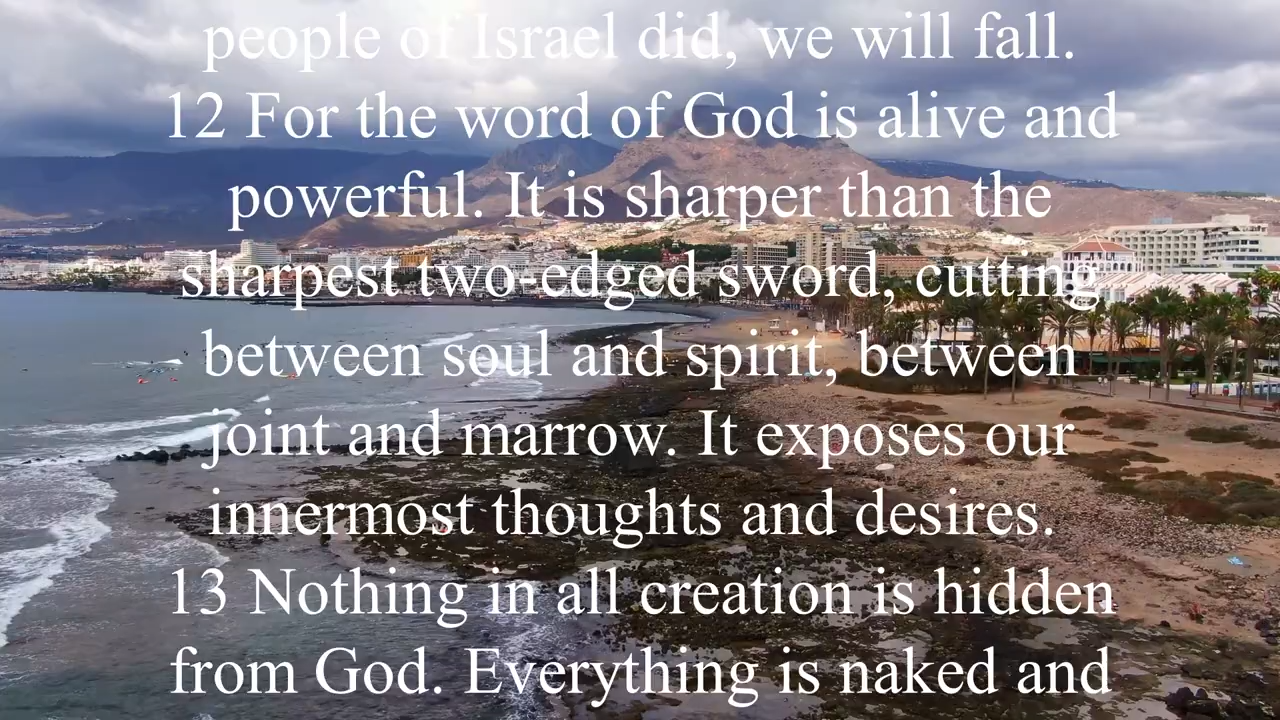 people of Israel did, we will fall.
12 For the word of God is alive and
powerful. It is sharper than the
sharpest two-edged sword, cutting
between soul and spirit, between
joint and marrow. It exposes our
innermost thoughts and desires.
13 Nothing in all creation is hidden
from God. Everything is naked and